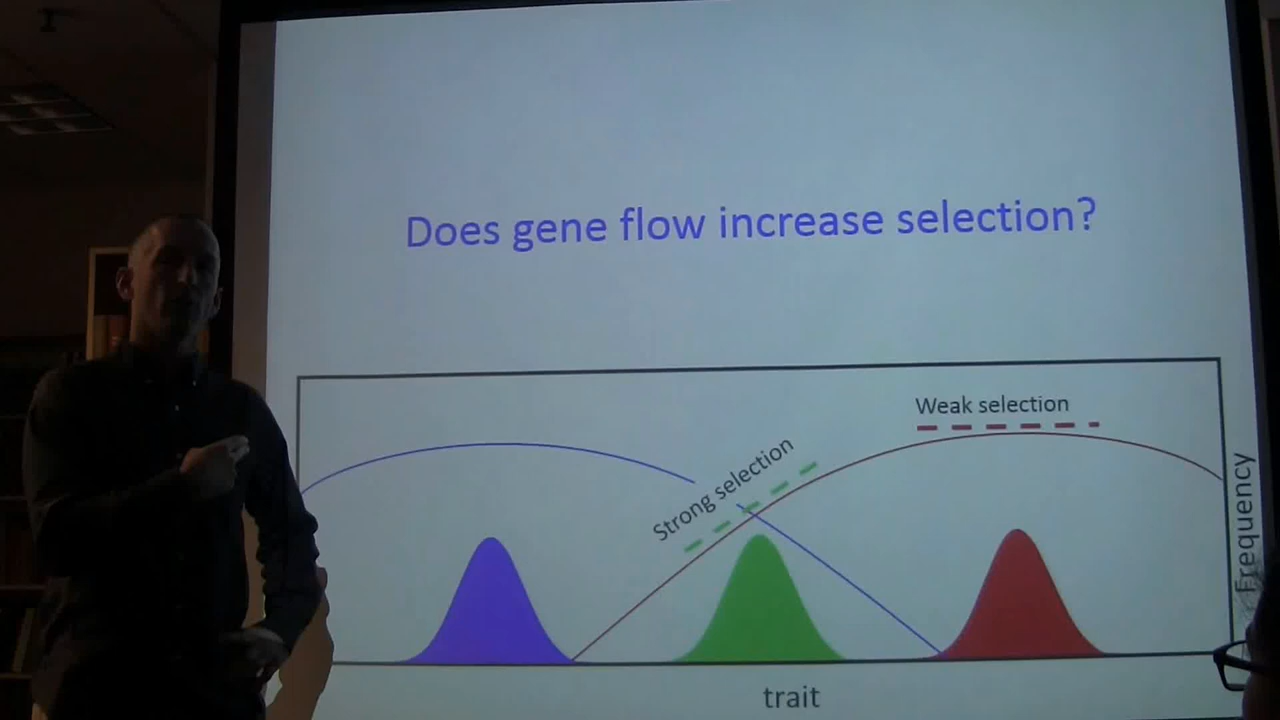 Does gene flow increase selection?
Weak selection
Strong selection
Frequency
trait